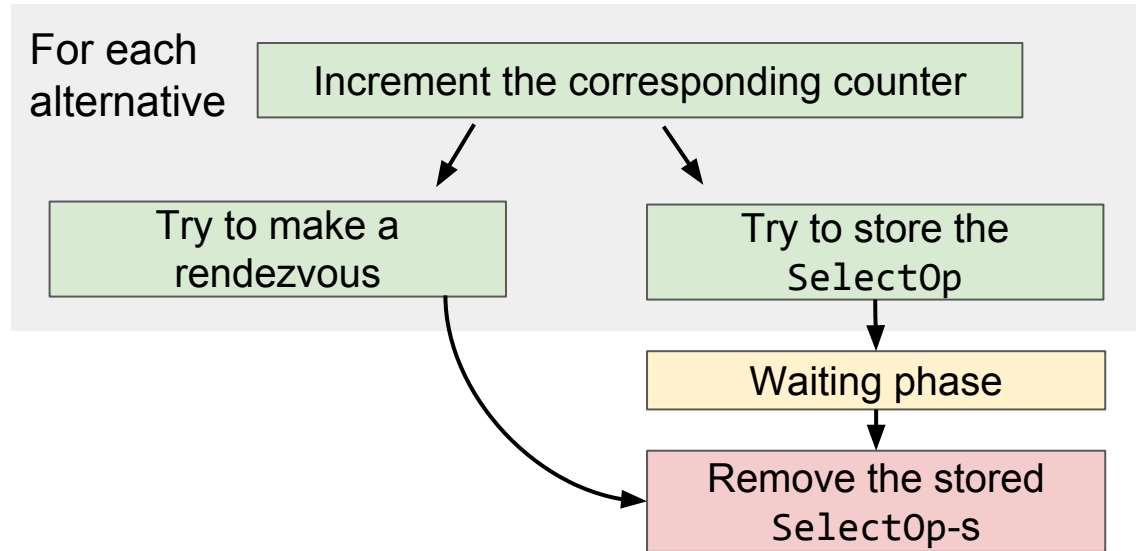 For each
alternative
Increment the corresponding counter
Try to make a
rendezvous
Try to store the
SelectOp
Waiting phase
Remove the stored
SelectOp-s